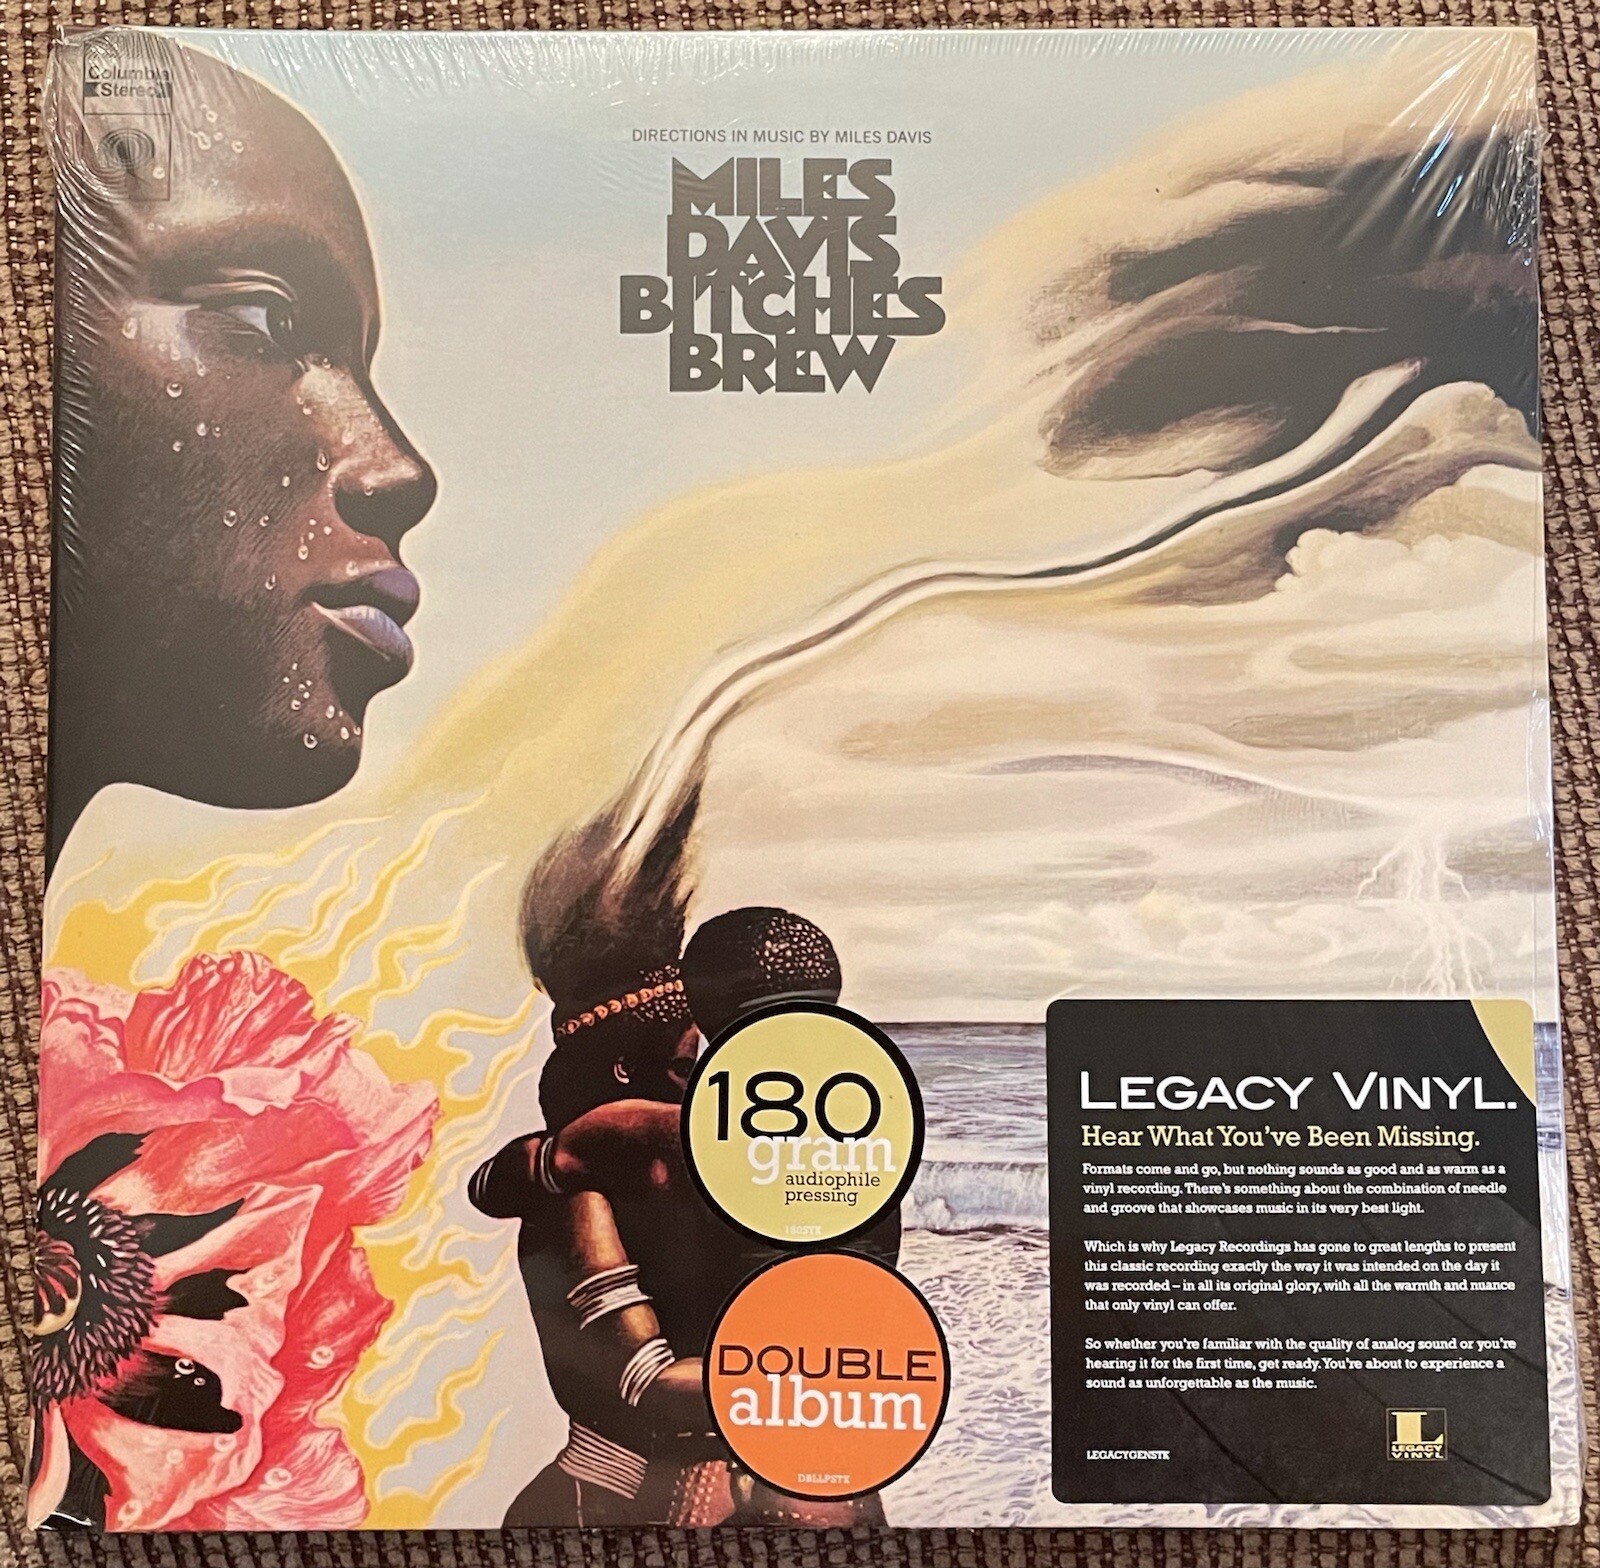 Columbia
Stereo
DIRECTIONS IN MUSIC BY MILES DAVIS
MILES
DAVIS
BITCHES
BREW
180
gram
audiophile
pressing
180STK
DOUBLE
album
DBLLPSTK
LEGACY VINYL.
Hear What You've Been Missing.
Formats come and go, but nothing sounds as good and as warm as a
vinyl recording. There's something about the combination of needle
and groove that showcases music in its very best light.
Which is why Legacy Recordings has gone to great lengths to present
this classic recording exactly the way it was intended on the day it
was recorded – in all its original glory, with all the warmth and nuance
that only vinyl can offer.
So whether you're familiar with the quality of analog sound or you're
hearing it for the first time, get ready. You're about to experience a
sound as unforgettable as the music.
LEGACYGENSTK
L
LEGACY
VINYL